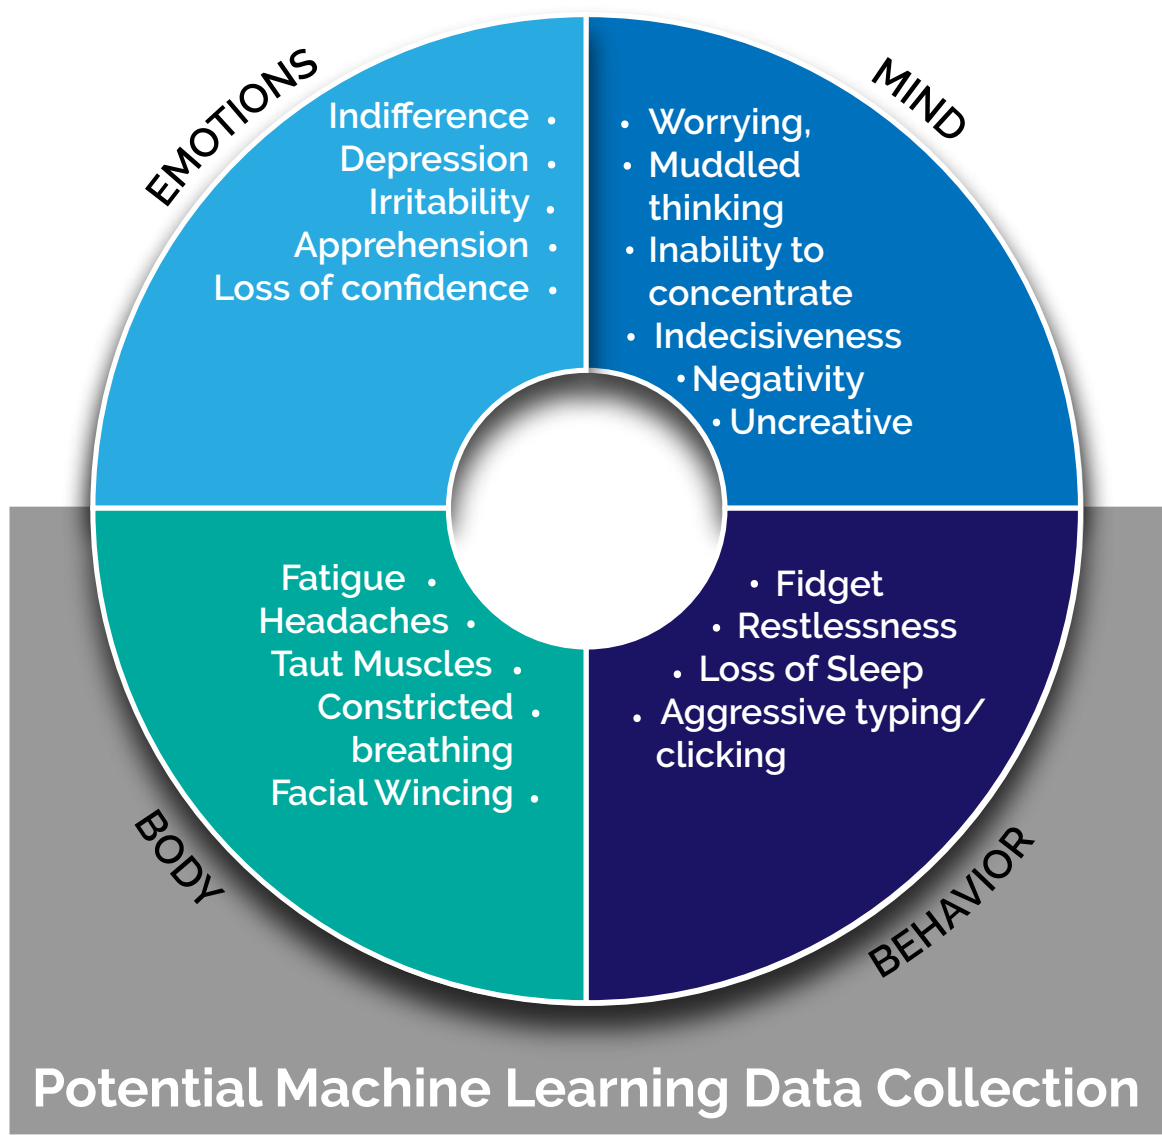 EMOTIONS
Indifference •
Depression •
Irritability •
Apprehension •
Loss of confidence •
MIND
• Worrying,
• Muddled
thinking
• Inability to
concentrate
• Indecisiveness
• Negativity
• Uncreative
Fatigue •
Headaches •
Taut Muscles •
Constricted •
breathing
Facial Wincing •
BODY
• Fidget
• Restlessness
• Loss of Sleep
• Aggressive typing/
clicking
BEHAVIOR
Potential Machine Learning Data Collection